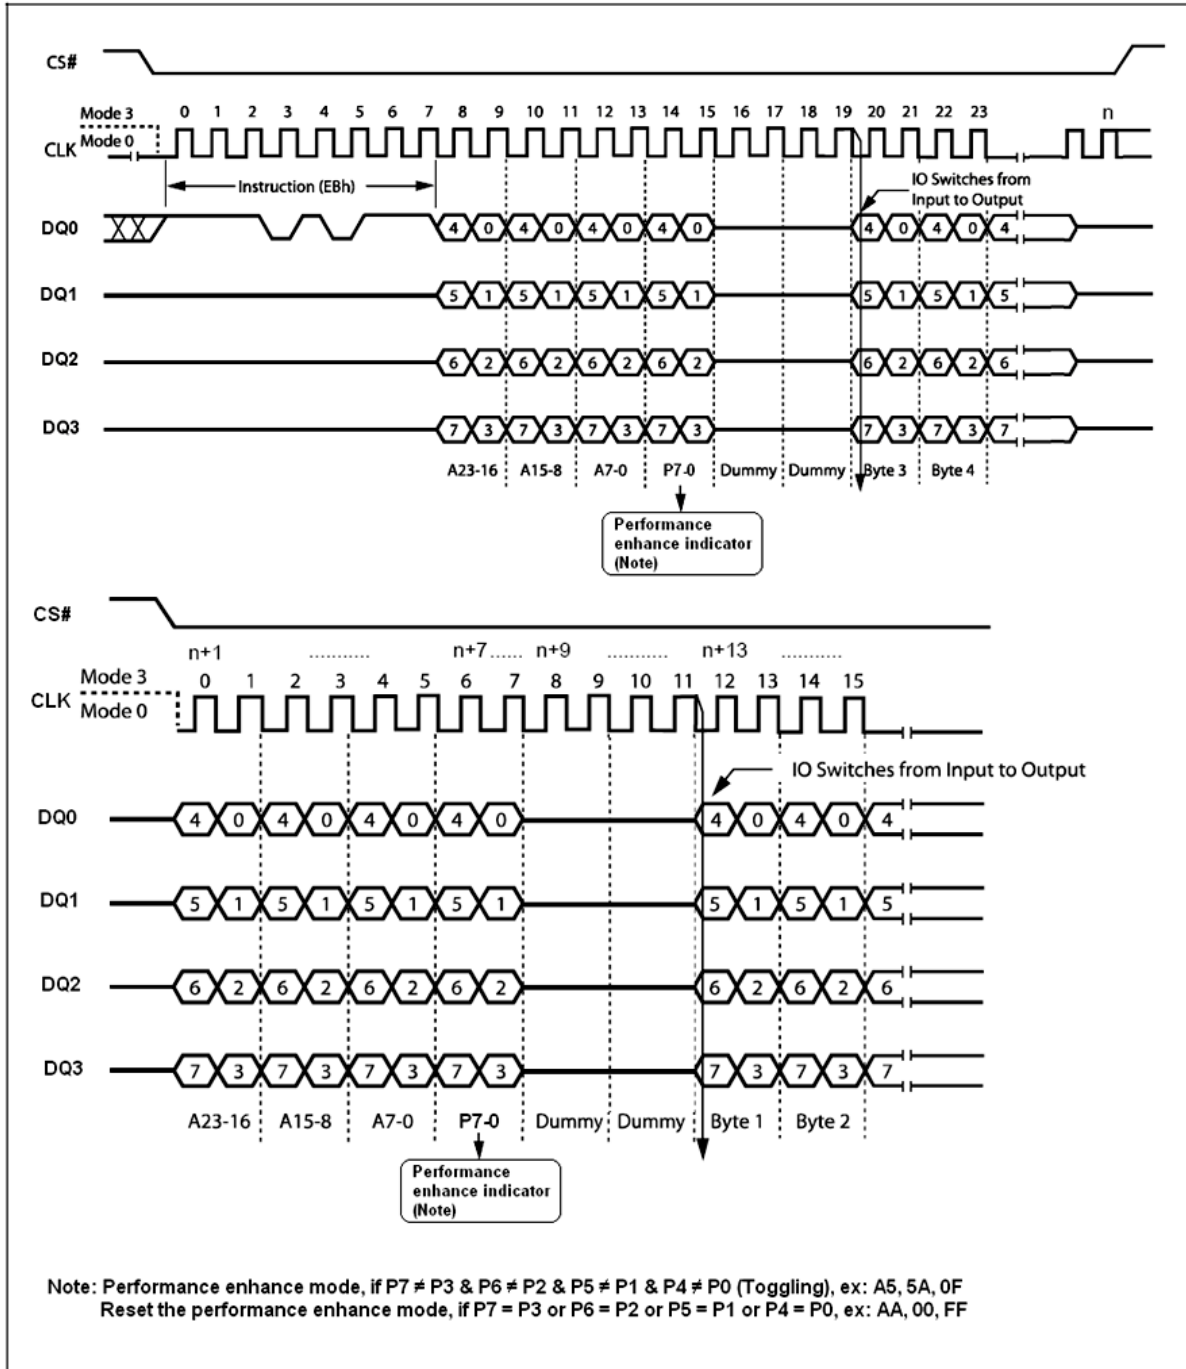 CS#
0 1 2 3 4 5 6 7 8 9 10 11 12 13 14 15 16 17 18 19 20 21 22 23 n
Mode 3
CLK Mode 0
Instruction (EBh)
IO Switches from
Input to Output
DQ0 4 0 4 0 4 0 4 0 4 0 4 0 4
DQ1 5 1 5 1 5 1 5 1 5 1 5 1 5
DQ2 6 2 6 2 6 2 6 2 6 2 6 2 6
DQ3 7 3 7 3 7 3 7 3 7 3 7 3 7
A23-16 A15-8 A7-0 P7-0 Dummy Dummy Byte 3 Byte 4
Performance
enhance indicator
(Note)
CS#
n+1 ........... n+7 ...... n+9 ........... n+13 ...........
Mode 3 0 1 2 3 4 5 6 7 8 9 10 11 12 13 14 15
CLK
Mode 0
IO Switches from Input to Output
DQ0 4 0 4 0 4 0 4 0 4 0 4 0 4
DQ1 5 1 5 1 5 1 5 1 5 1 5 1 5
DQ2 6 2 6 2 6 2 6 2 6 2 6 2 6
DQ3 7 3 7 3 7 3 7 3 7 3 7 3 7
A23-16 A15-8 A7-0 P7-0 Dummy Dummy Byte 1 Byte 2
Performance
enhance indicator
(Note)
Note: Performance enhance mode, if P7 ≠ P3 & P6 ≠ P2 & P5 ≠ P1 & P4 ≠ P0 (Toggling), ex: A5, 5A, 0F
Reset the performance enhance mode, if P7 = P3 or P6 = P2 or P5 = P1 or P4 = P0, ex: AA, 00, FF